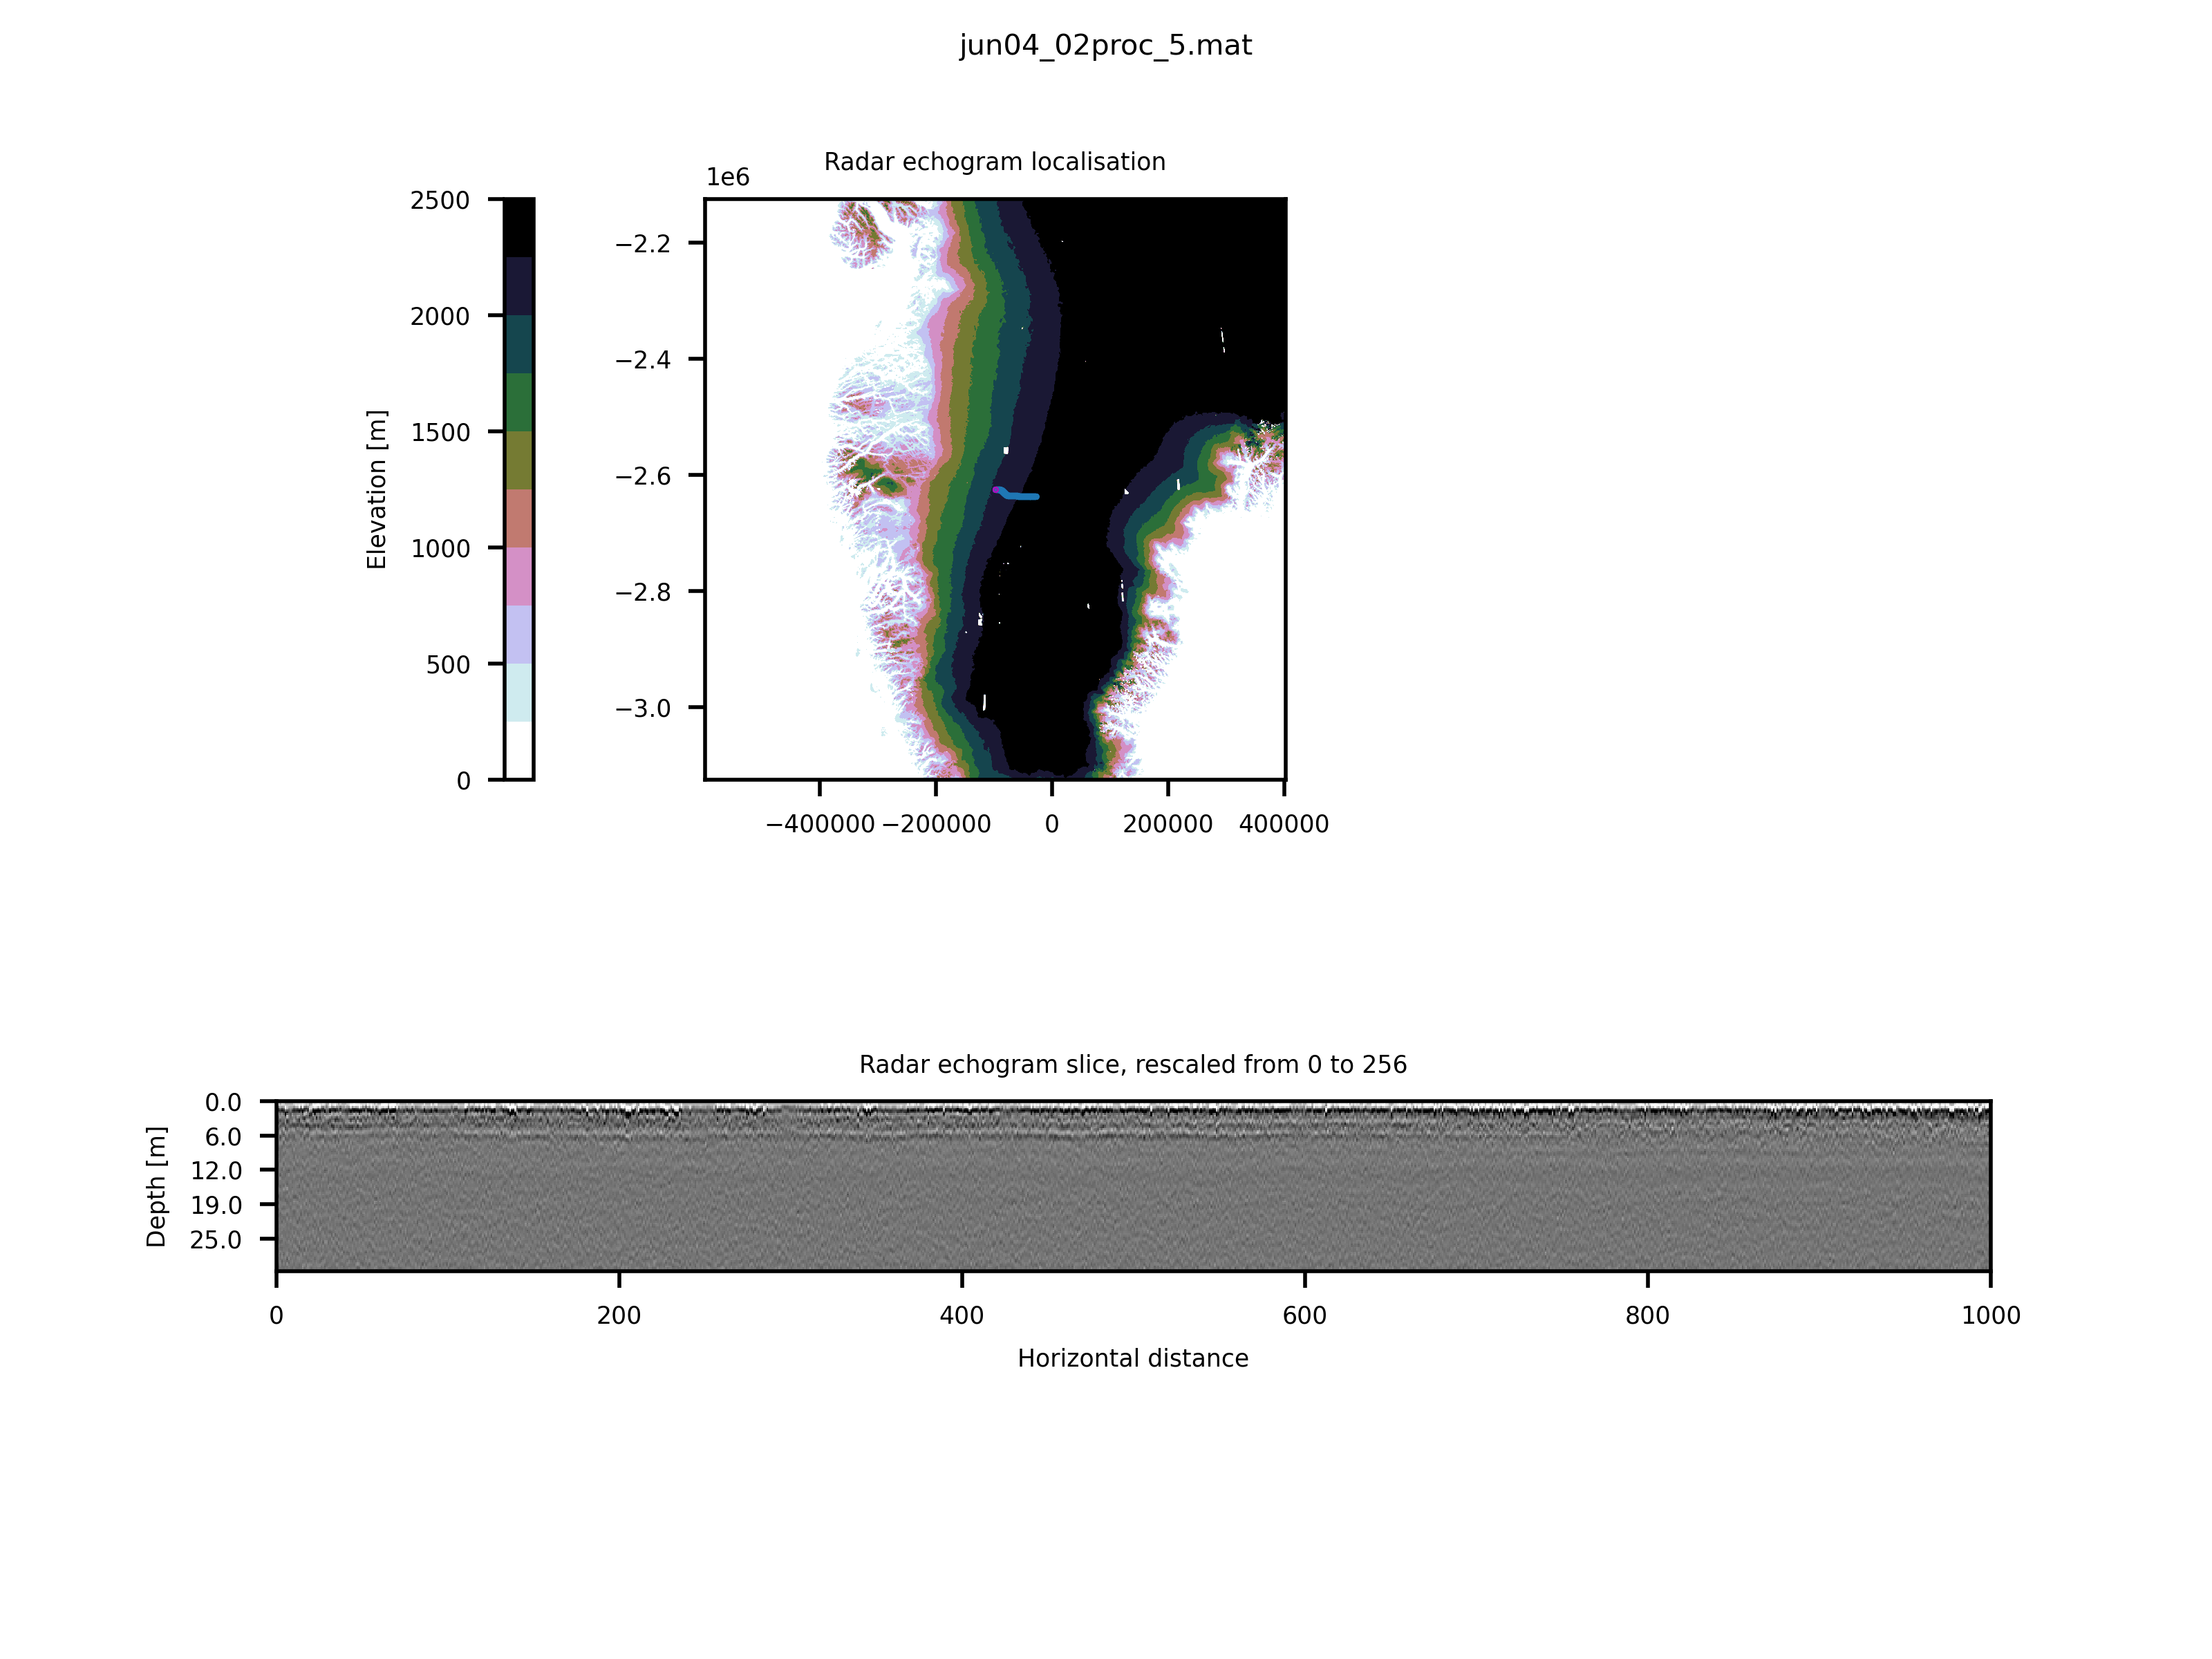 jun04_02proc_5.mat
Radar echogram localisation
1e6
2500
2000
1500
1000
500
0
Elevation [m]
−2.2
−2.4
−2.6
−2.8
−3.0
−400000 −200000 0 200000 400000
Radar echogram slice, rescaled from 0 to 256
0.0
6.0
12.0
19.0
25.0
Depth [m]
0 200 400 600 800 1000
Horizontal distance